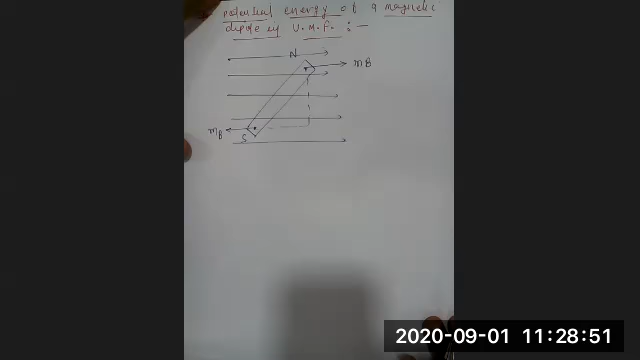 potential energy of a magnetic
dipole in U.M.F. :-
N
mB
mB
S
2020-09-01 11:28:51